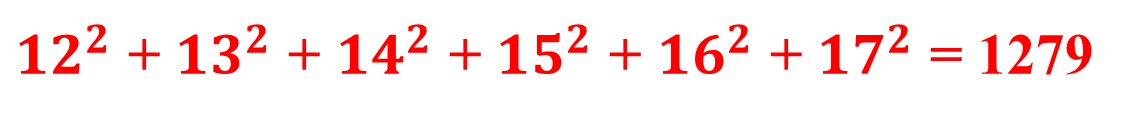 12² + 13² + 14² + 15² + 16² + 17² = 1279